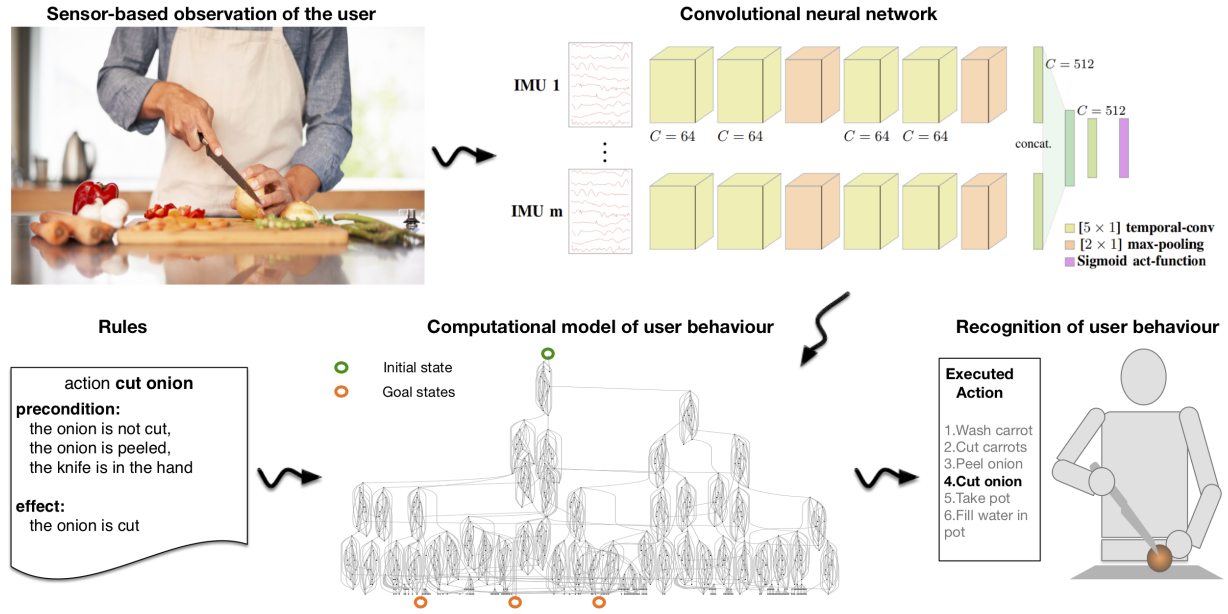 Sensor-based observation of the user
Convolutional neural network
IMU 1
C = 64
C = 64
C = 64
C = 64
C = 512
C = 512
concat.
IMU m
[5 × 1] temporal-conv
[2 × 1] max-pooling
Sigmoid act-function
Rules
action cut onion
precondition:
the onion is not cut,
the onion is peeled,
the knife is in the hand
effect:
the onion is cut
Computational model of user behaviour
Initial state
Goal states
Recognition of user behaviour
Executed
Action
1.Wash carrot
2.Cut carrots
3.Peel onion
4.Cut onion
5.Take pot
6.Fill water in
pot